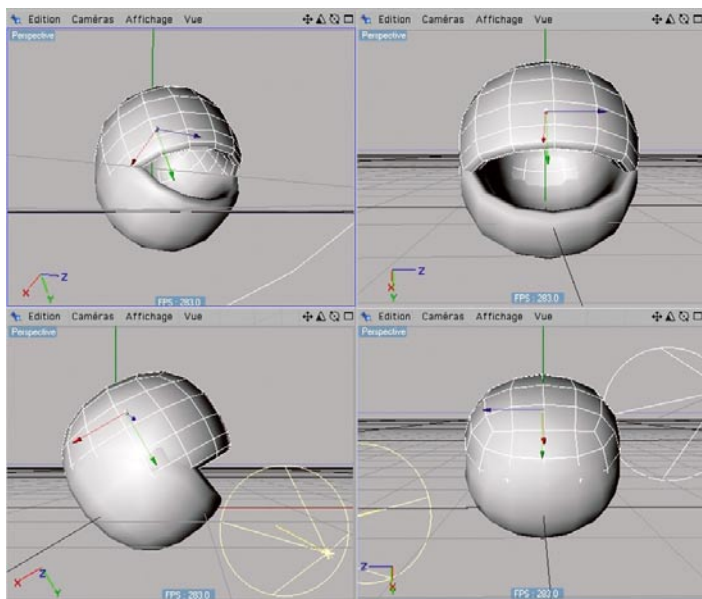 Edition Caméras Affichage Vue
Perspective
Z
X
Y
FPS : 283.0
Edition Caméras Affichage Vue
Perspective
Z
X
Y
FPS : 283.0
Edition Caméras Affichage Vue
Perspective
Z
X
Y
FPS : 283.0
Edition Caméras Affichage Vue
Perspective
Z
X
Y
FPS : 283.0